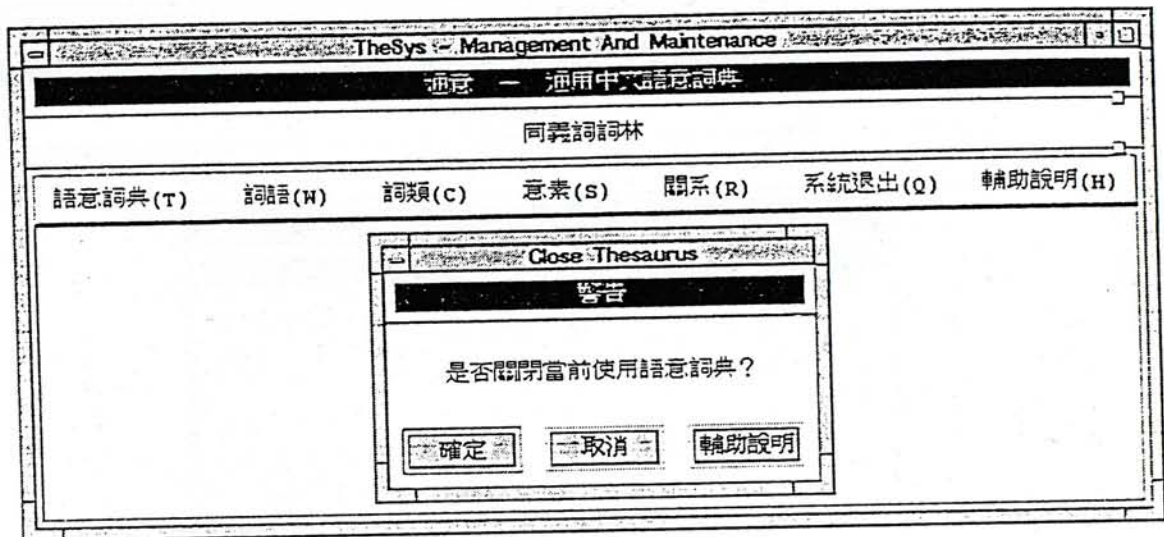 TheSys - Management And Maintenance
通意 — 通用中文語意詞典
同義詞詞林
語意詞典(T) 詞語(W) 詞類(C) 意素(S) 關系(R) 系統退出(Q) 輔助說明(H)
Close Thesaurus
警告
是否關閉當前使用語意詞典？
確定 取消 輔助說明